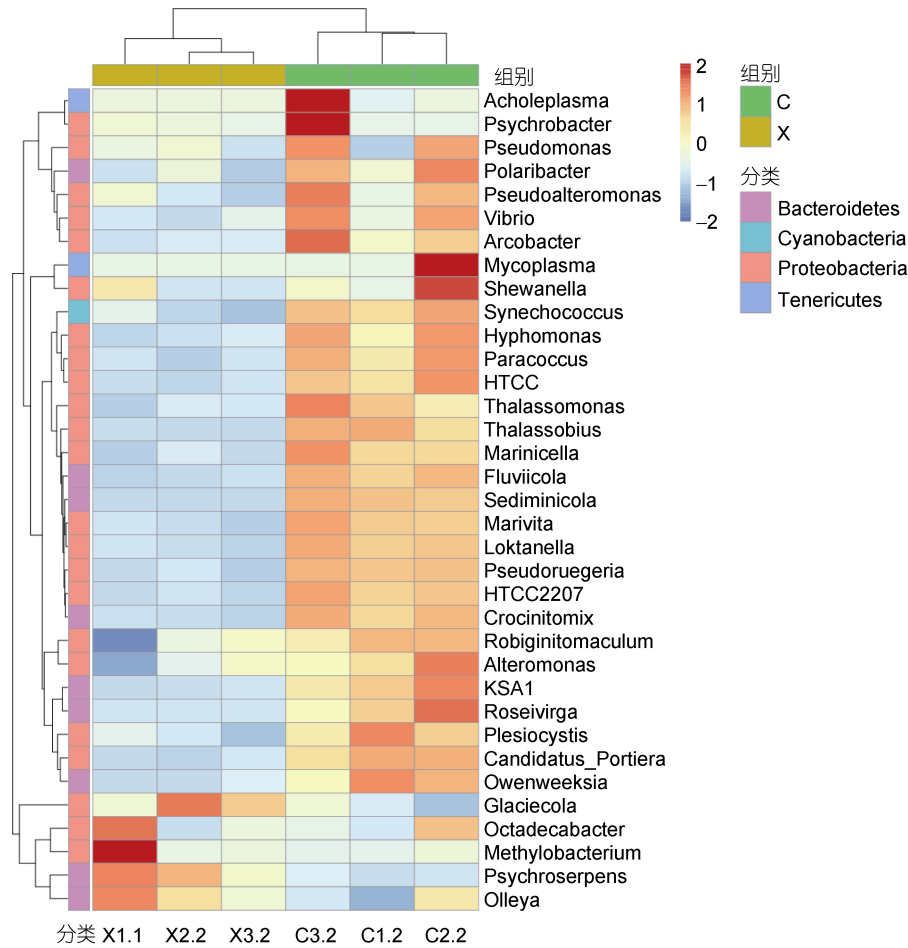 组别
Acholeplasma
Psychrobacter
Pseudomonas
Polaribacter
Pseudoalteromonas
Vibrio
Arcobacter
Mycoplasma
Shewanella
Synechococcus
Hyphomonas
Paracoccus
HTCC
Thalassomonas
Thalassobius
Marinicella
Fluviicola
Sediminicola
Marivita
Loktanella
Pseudoruegeria
HTCC2207
Crocinitomix
Robiginitomaculum
Alteromonas
KSA1
Roseivirga
Plesiocystis
Candidatus_Portiera
Owenweeksia
Glaciecola
Octadecabacter
Methylobacterium
Psychroserpens
Olleya
分类 X1.1 X2.2 X3.2 C3.2 C1.2 C2.2
2
1
0
−1
−2
组别
C
X
分类
Bacteroidetes
Cyanobacteria
Proteobacteria
Tenericutes